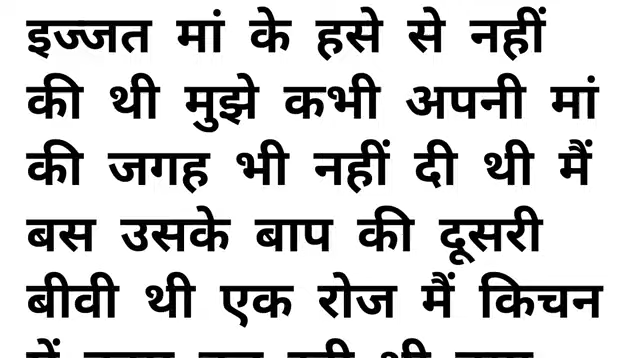 इज्जत मां के हसे से नहीं
की थी मुझे कभी अपनी मां
की जगह भी नहीं दी थी मैं
बस उसके बाप की दूसरी
बीवी थी एक रोज मैं किचन